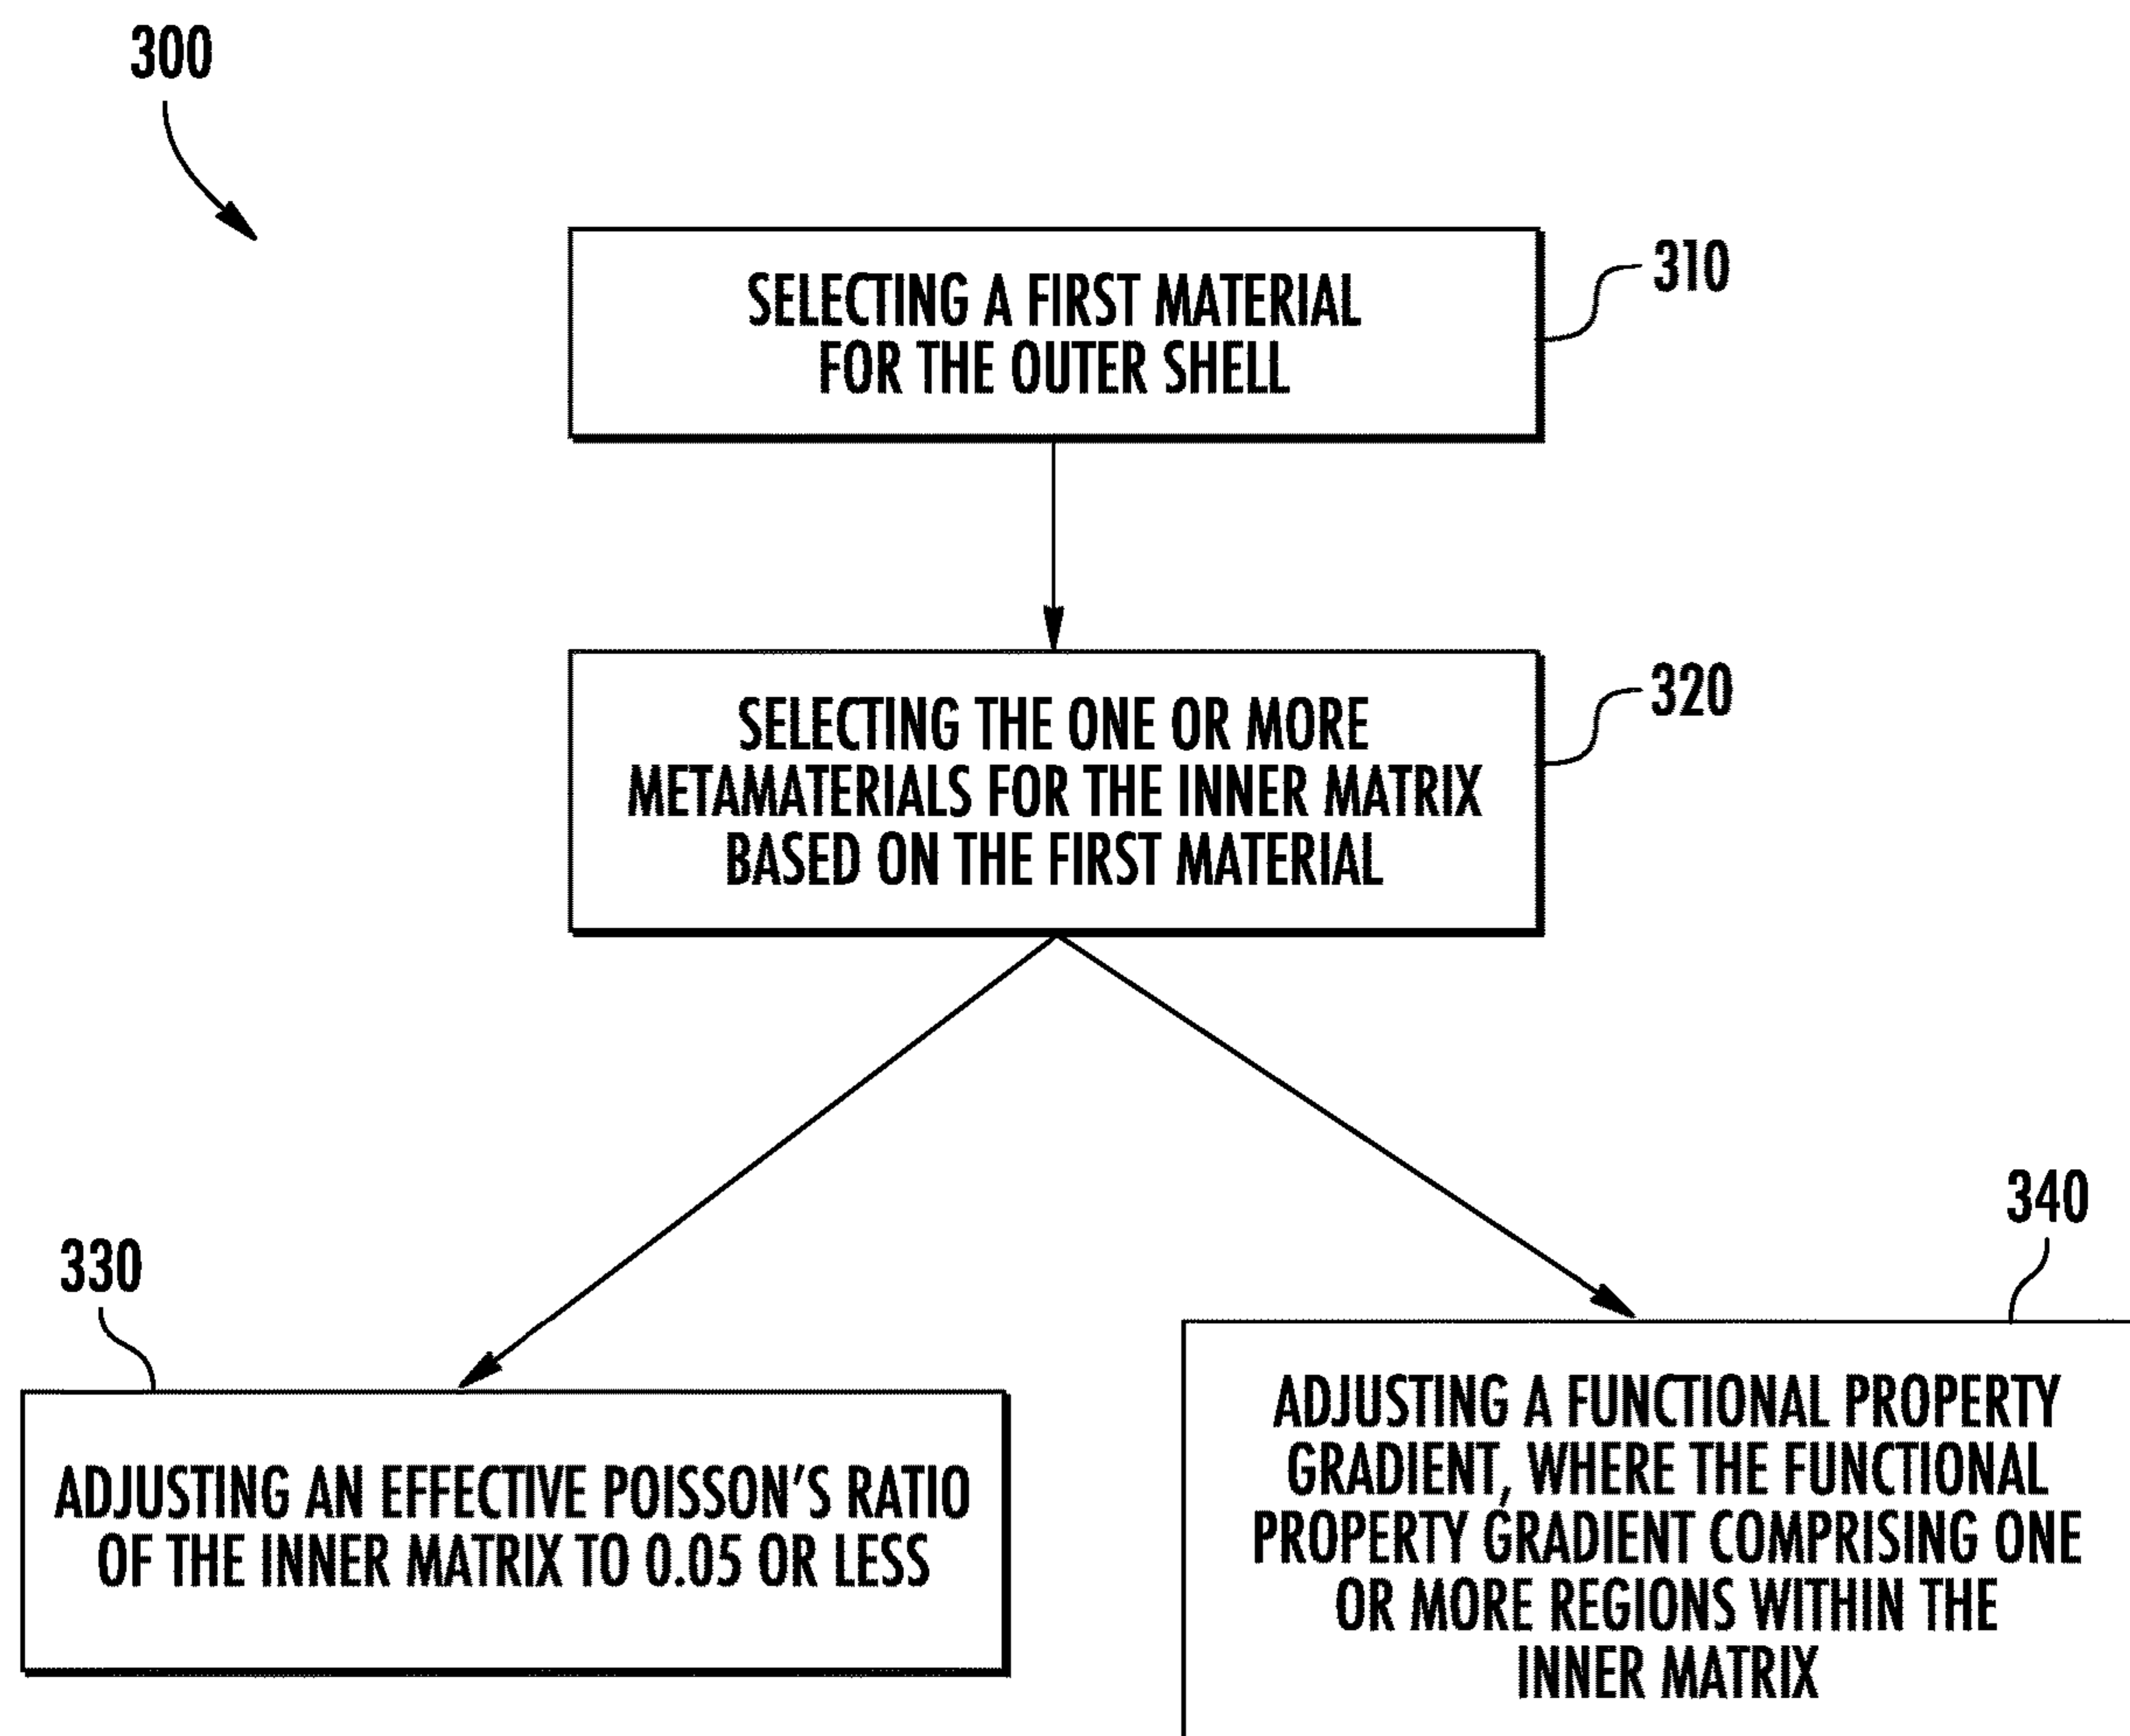 300
SELECTING A FIRST MATERIAL
FOR THE OUTER SHELL
310
SELECTING THE ONE OR MORE
METAMATERIALS FOR THE INNER MATRIX
BASED ON THE FIRST MATERIAL
320
330
ADJUSTING AN EFFECTIVE POISSON'S RATIO
OF THE INNER MATRIX TO 0.05 OR LESS
340
ADJUSTING A FUNCTIONAL PROPERTY
GRADIENT, WHERE THE FUNCTIONAL
PROPERTY GRADIENT COMPRISING ONE
OR MORE REGIONS WITHIN THE
INNER MATRIX